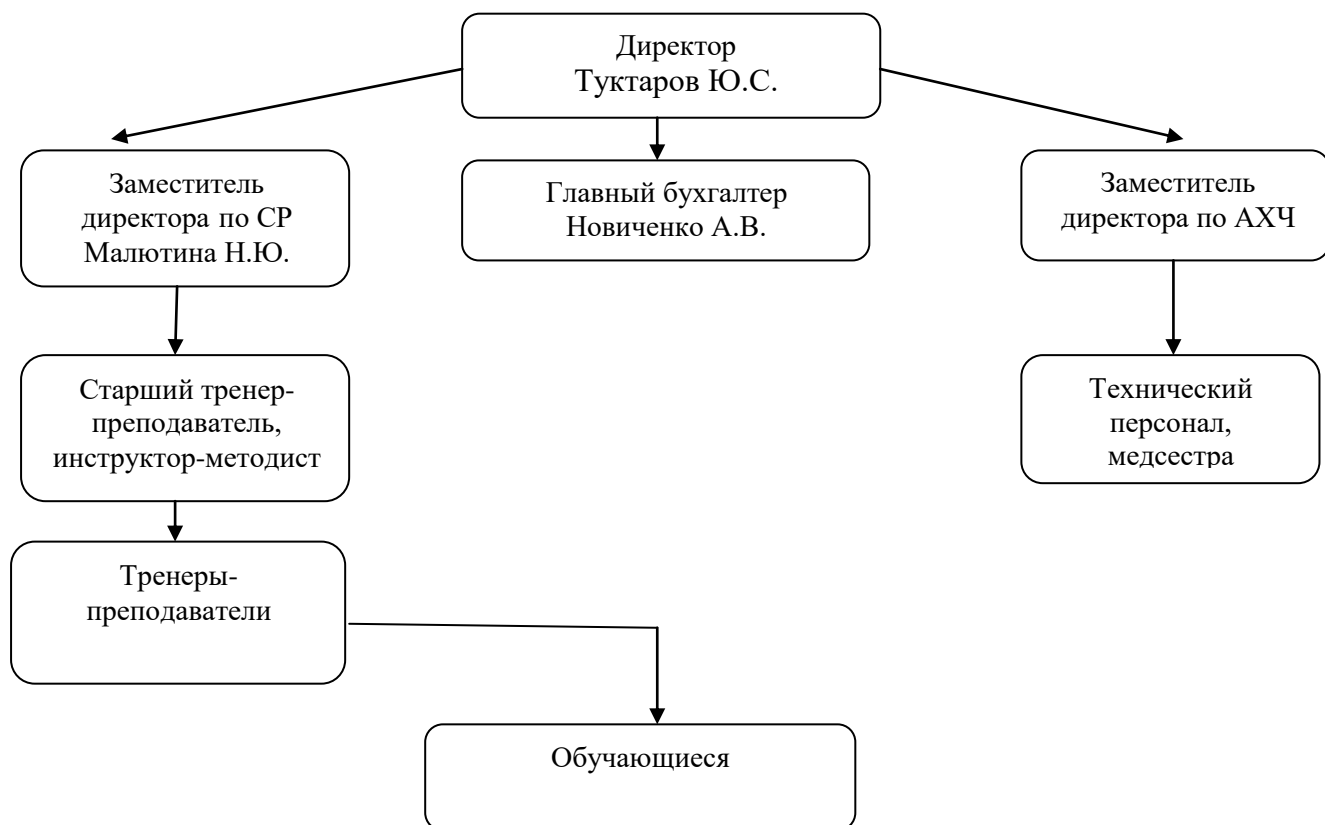 Директор
Туктаров Ю.С.
Заместитель
директора по СР
Малютина Н.Ю.
Главный бухгалтер
Новиченко А.В.
Заместитель
директора по АХЧ
Старший тренер-
преподаватель,
инструктор-методист
Технический
персонал,
медсестра
Тренеры-
преподаватели
Обучающиеся